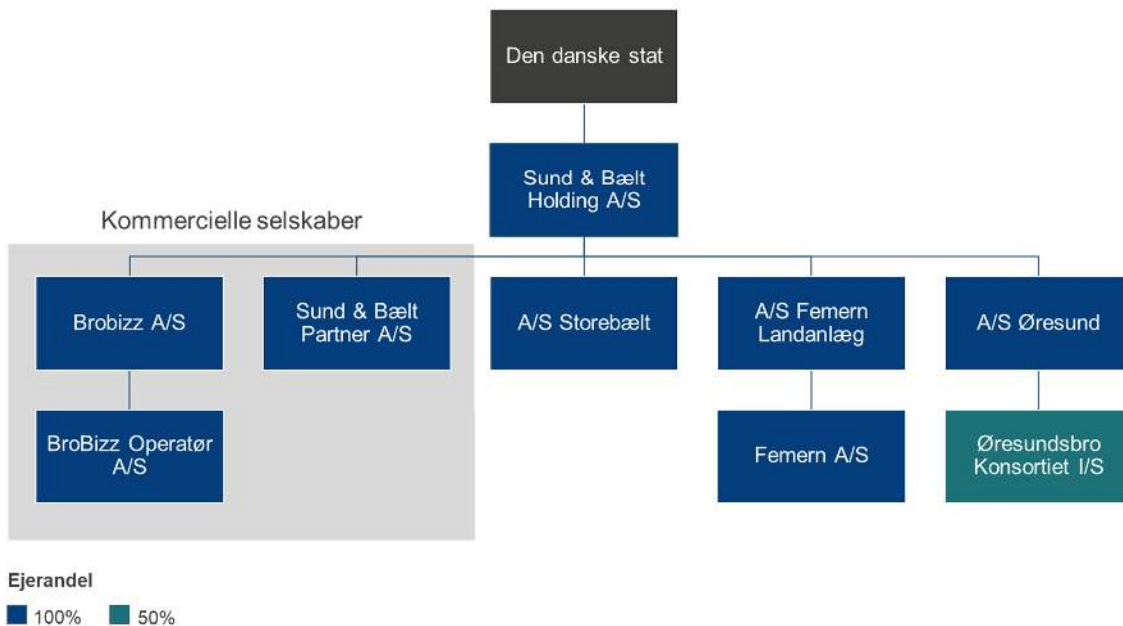 Den danske stat
Sund & Bælt
Holding A/S
Kommercielle selskaber
Brobizz A/S
Sund & Bælt
Partner A/S
A/S Storebælt
A/S Femern
Landanlæg
A/S Øresund
BroBizz Operatør
A/S
Femern A/S
Øresundsbro
Konsortiet I/S
Ejerandel
100%
50%